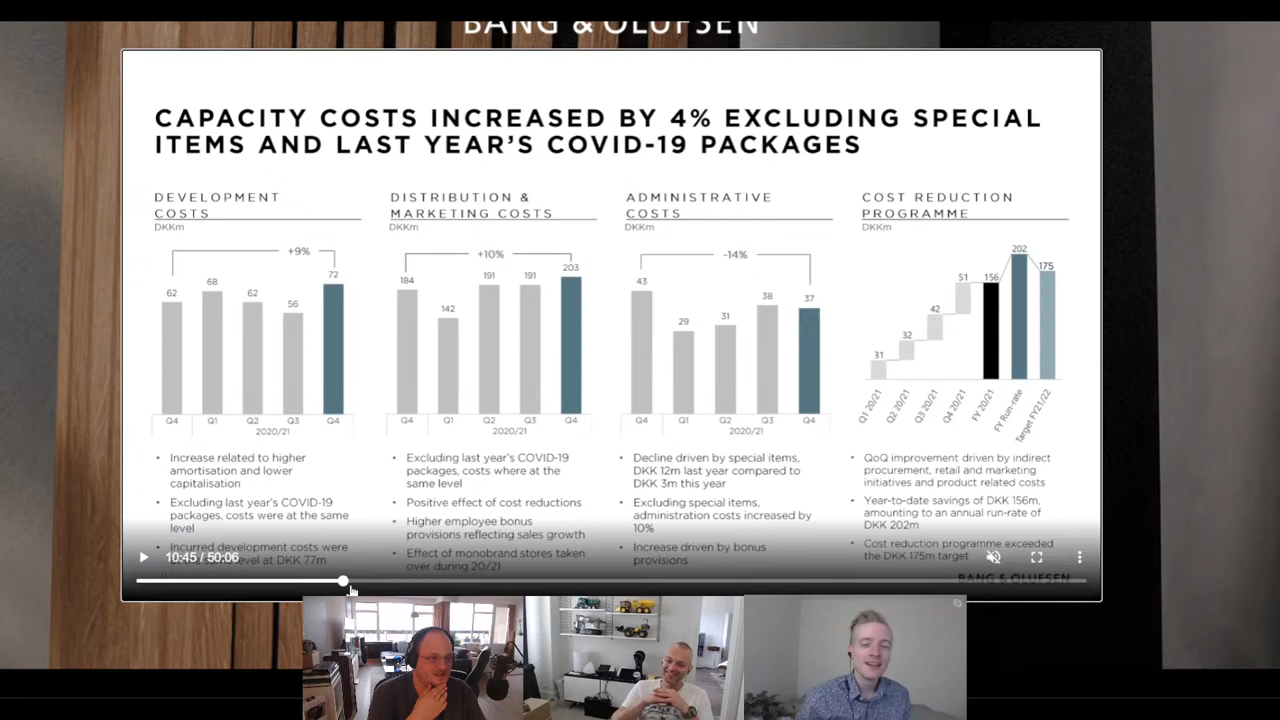 BANG & OLUFSEN
CAPACITY COSTS INCREASED BY 4% EXCLUDING SPECIAL
ITEMS AND LAST YEAR'S COVID-19 PACKAGES
DEVELOPMENT
COSTS
DKKm
+9%
62
68
62
56
72
Q4
Q1
Q2
Q3
Q4
2020/21
• Increase related to higher
amortisation and lower
capitalisation
• Excluding last year's COVID-19
packages, costs were at the same
level
• Incurred development costs were
level at DKK 77m
DISTRIBUTION &
MARKETING COSTS
DKKm
+10%
184
142
191
191
203
Q4
Q1
Q2
Q3
Q4
2020/21
• Excluding last year's COVID-19
packages, costs where at the
same level
• Positive effect of cost reductions
• Higher employee bonus
provisions reflecting sales growth
• Effect of monobrand stores taken
over during 20/21
ADMINISTRATIVE
COSTS
DKKm
-14%
43
29
31
38
37
Q4
Q1
Q2
Q3
Q4
2020/21
• Decline driven by special items,
DKK 12m last year compared to
DKK 3m this year
• Excluding special items,
administration costs increased by
10%
• Increase driven by bonus
provisions
COST REDUCTION
PROGRAMME
DKKm
31
32
42
51
156
202
175
Q1 20/21
Q2 20/21
Q3 20/21
Q4 20/21
FY 20/21
FY Run-rate
Target FY21/22
• QoQ improvement driven by indirect
procurement, retail and marketing
initiatives and product related costs
• Year-to-date savings of DKK 156m,
amounting to an annual run-rate of
DKK 202m
• Cost reduction programme exceeded
the DKK 175m target
10:45 / 50:06
BANG & OLUFSEN